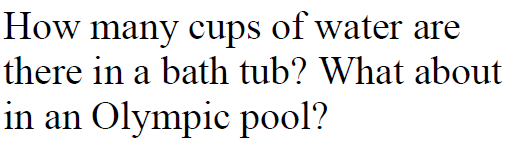 How many cups of water are
there in a bath tub? What about
in an Olympic pool?